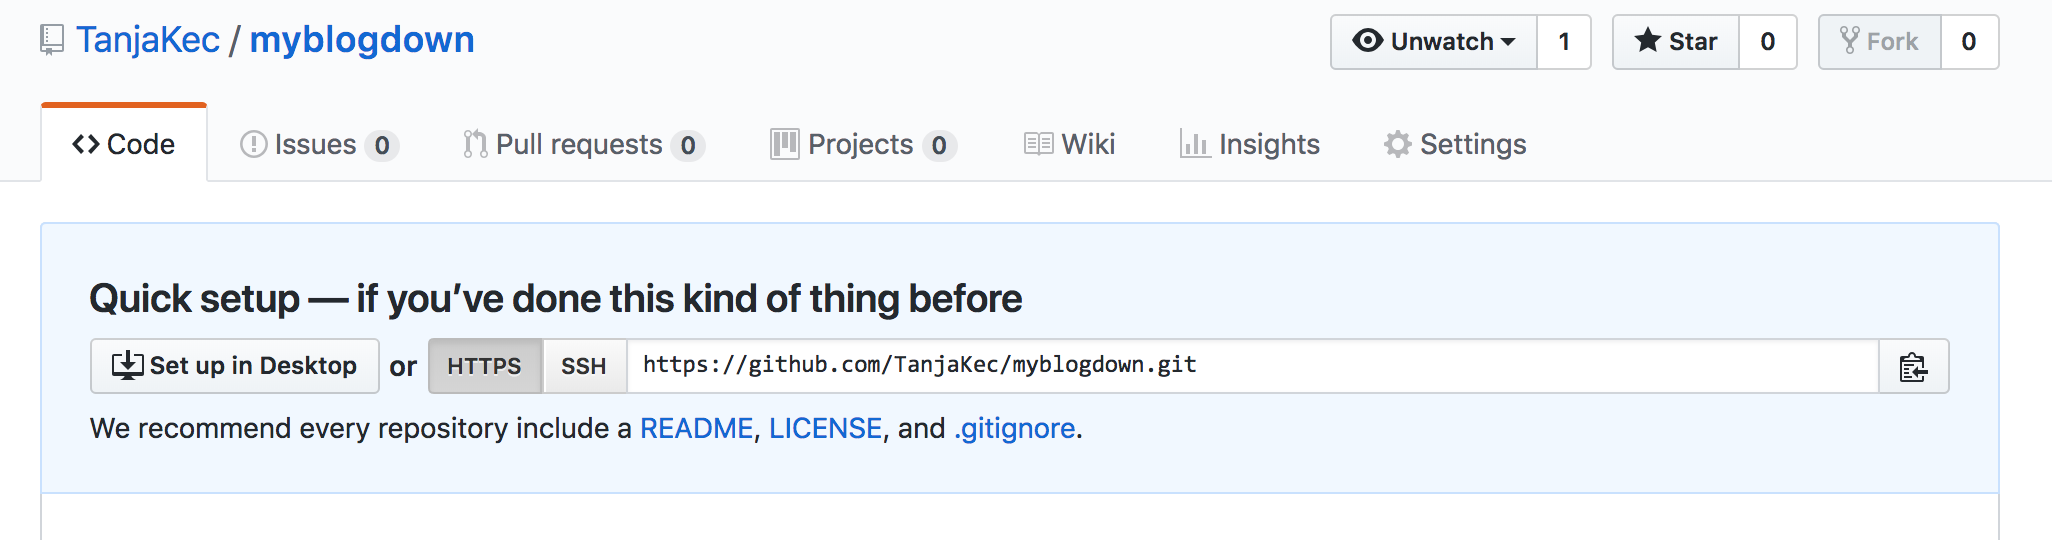 TanjaKec / myblogdown Unwatch 1 Star 0 Fork 0
Code Issues 0 Pull requests 0 Projects 0 Wiki Insights Settings
Quick setup — if you’ve done this kind of thing before
Set up in Desktop or HTTPS SSH https://github.com/TanjaKec/myblogdown.git
We recommend every repository include a README, LICENSE, and .gitignore.